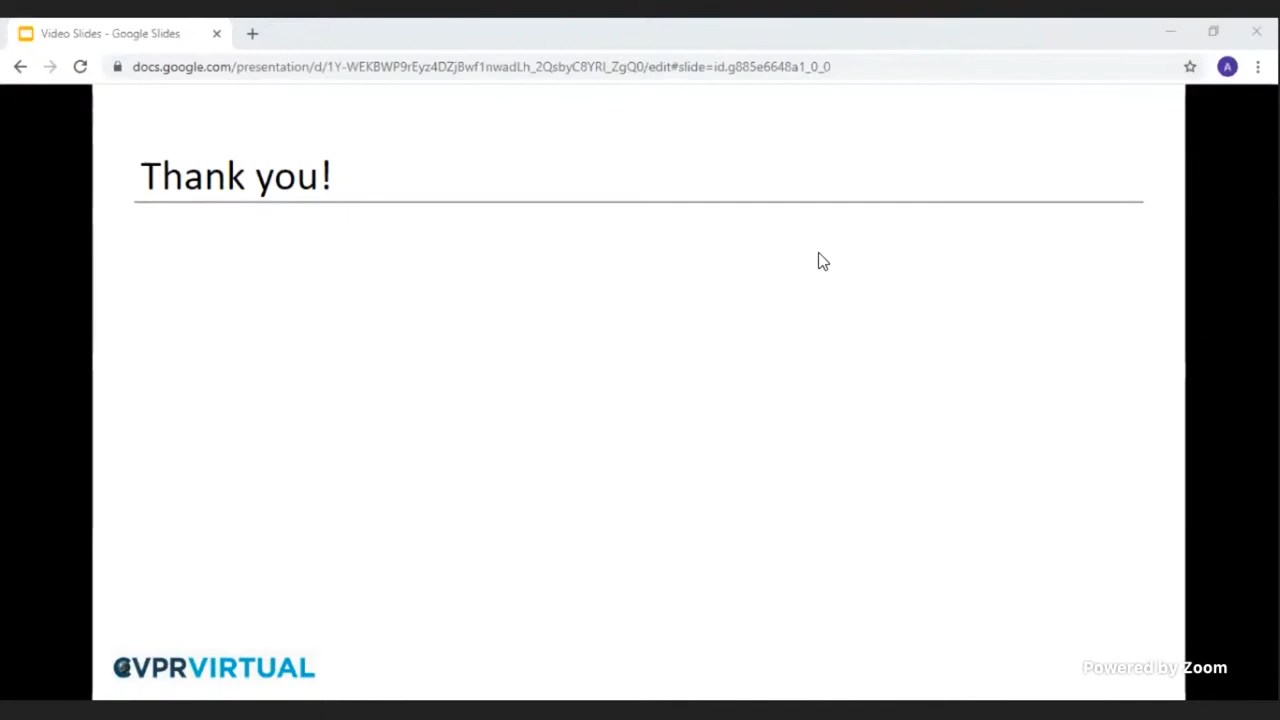 Video Slides - Google Slides
docs.google.com/presentation/d/1Y-WEKBWP9rEyz4DZjBwf1nwadLh_2QsbyC8YRl_ZgQ0/edit#slide=id.g885e6648a1_0_0
A
Thank you!
CVPRVIRTUAL
Powered by Zoom